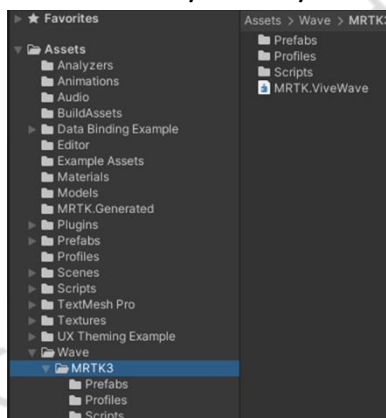 ★ Favorites
Assets
Analyzers
Animations
Audio
BuildAssets
Data Binding Example
Editor
Example Assets
Materials
Models
MRTK.Generated
Plugins
Prefabs
Profiles
Scenes
Scripts
TextMesh Pro
Textures
UX Theming Example
Wave
MRTK3
Prefabs
Profiles
Scripts
Assets > Wave > MRTK3
Prefabs
Profiles
Scripts
MRTK.ViveWave